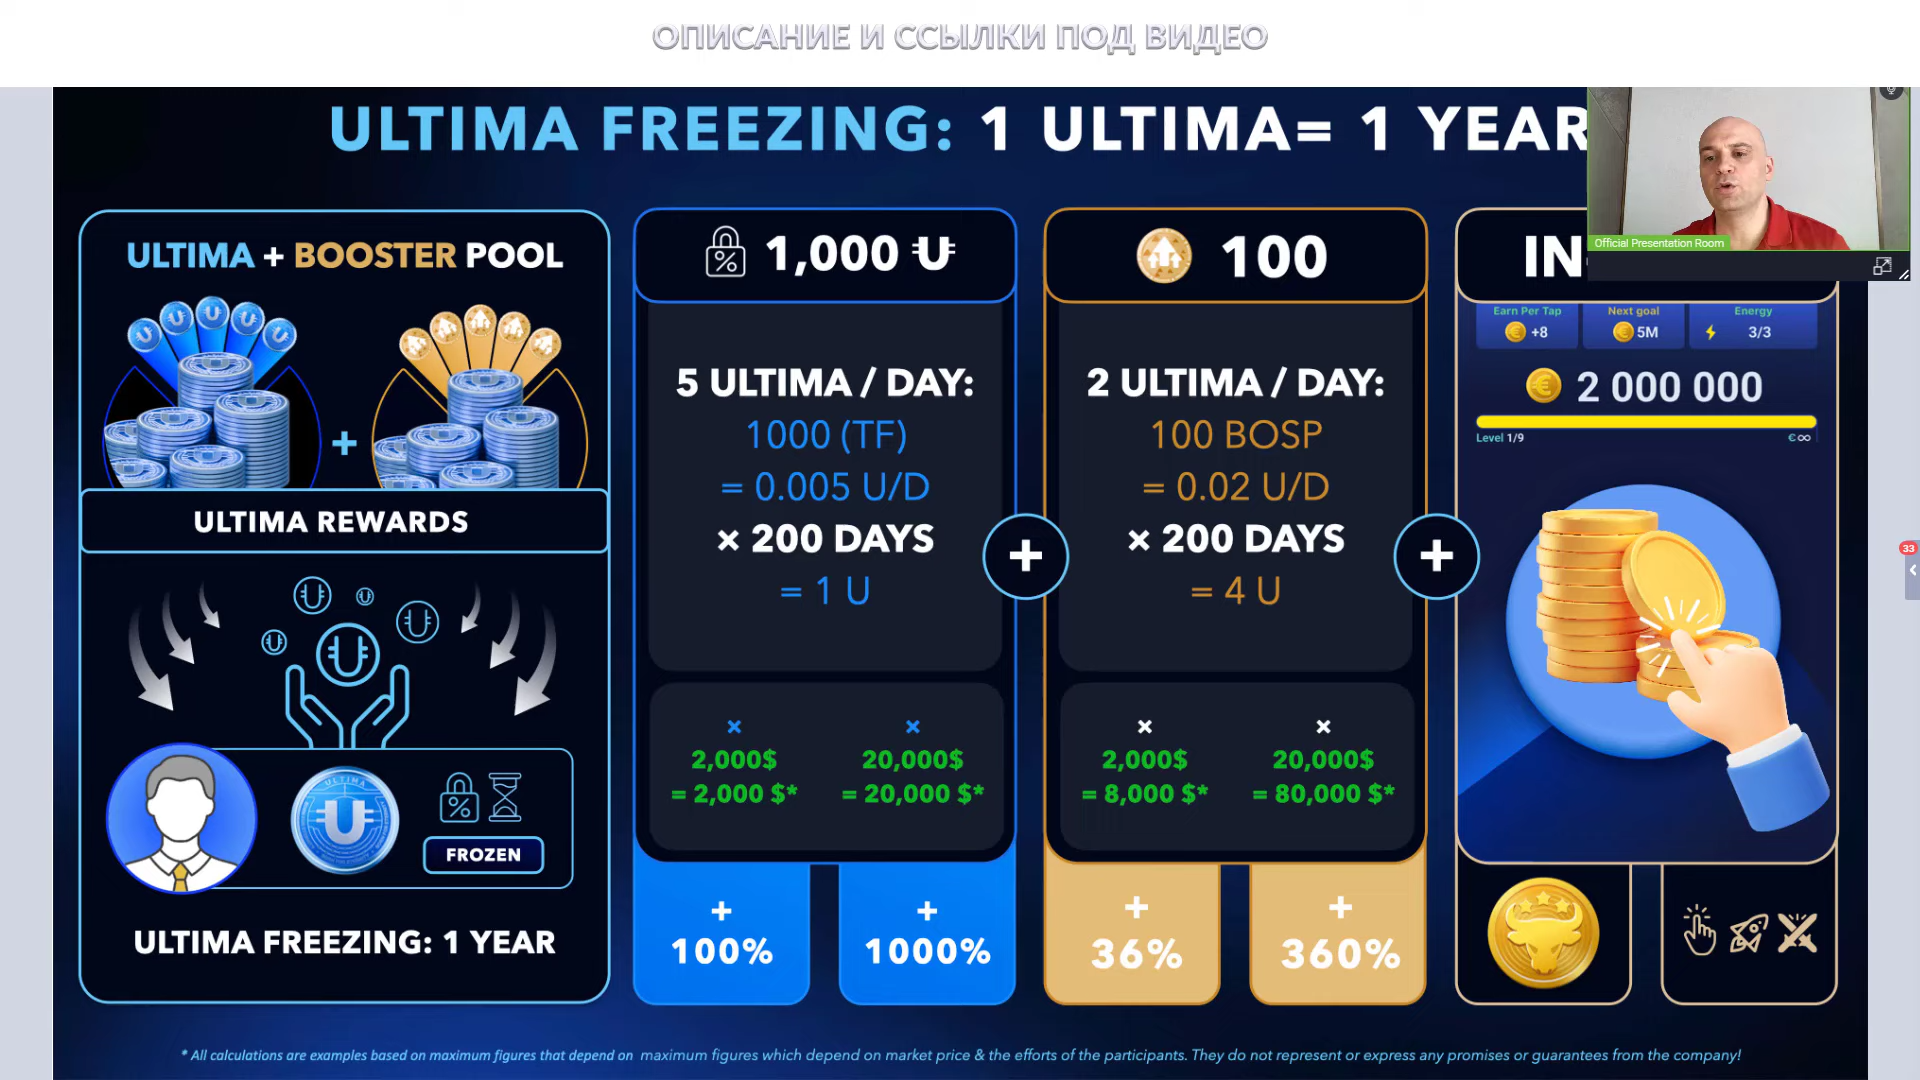 ОПИСАНИЕ И ССЫЛКИ ПОД ВИДЕО
ULTIMA FREEZING: 1 ULTIMA= 1 YEAR
Official Presentation Room
ULTIMA + BOOSTER POOL
+
ULTIMA REWARDS
ULTIMA
FROZEN
ULTIMA FREEZING: 1 YEAR
% 1,000
5 ULTIMA / DAY:
1000 (TF)
= 0.005 U/D
× 200 DAYS
= 1 U
×
2,000$
= 2,000 $*
×
20,000$
= 20,000 $*
+
100%
+
1000%
+
100
2 ULTIMA / DAY:
100 BOSP
= 0.02 U/D
× 200 DAYS
= 4 U
×
2,000$
= 8,000 $*
×
20,000$
= 80,000 $*
+
36%
+
360%
+
IN
Earn Per Tap
+8
Next goal
5M
Energy
3/3
€ 2 000 000
Level 1/9
€∞
33
* All calculations are examples based on maximum figures that depend on maximum figures which depend on market price & the efforts of the participants. They do not represent or express any promises or guarantees from the company!